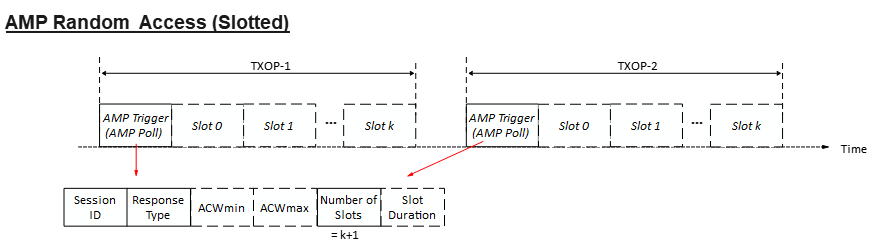 AMP Random  Access (Slotted)
TXOP-1
TXOP-2
AMP Trigger
(AMP Poll)
Slot 0
Slot 1
...
Slot k
AMP Trigger
(AMP Poll)
Slot 0
Slot 1
...
Slot k
Time
Session
ID
Response
Type
ACWmin
ACWmax
Number of
Slots
Slot
Duration
= k+1